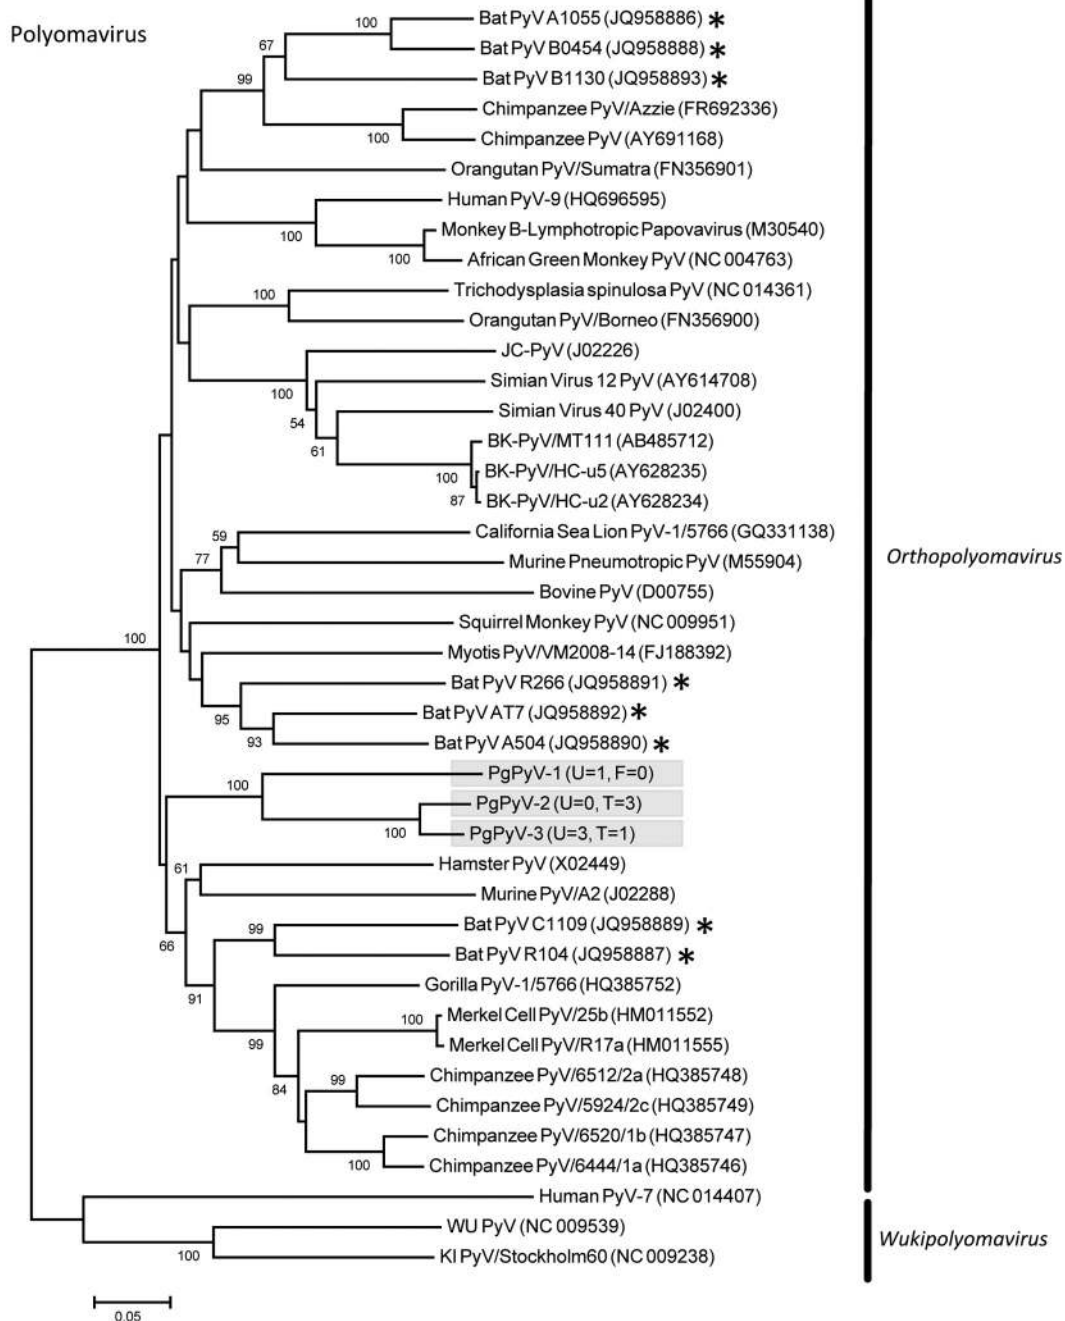 Polyomavirus
100
Bat PyV A1055 (JQ958886) *
67
Bat PyV B0454 (JQ958888) *
99
Bat PyV B1130 (JQ958893) *
Chimpanzee PyV/Azzie (FR692336)
100
Chimpanzee PyV (AY691168)
Orangutan PyV/Sumatra (FN356901)
Human PyV-9 (HQ696595)
100
Monkey B-Lymphotropic Papovavirus (M30540)
100
African Green Monkey PyV (NC 004763)
100
Trichodysplasia spinulosa PyV (NC 014361)
Orangutan PyV/Borneo (FN356900)
JC-PyV (J02226)
100
Simian Virus 12 PyV (AY614708)
54
Simian Virus 40 PyV (J02400)
61
BK-PyV/MT111 (AB485712)
100
BK-PyV/HC-u5 (AY628235)
87
BK-PyV/HC-u2 (AY628234)
59
California Sea Lion PyV-1/5766 (GQ331138)
77
Murine Pneumotropic PyV (M55904)
Bovine PyV (D00755)
Orthopolyomavirus
Squirrel Monkey PyV (NC 009951)
100
Myotis PyV/VM2008-14 (FJ188392)
Bat PyV R266 (JQ958891) *
95
Bat PyV AT7 (JQ958892) *
93
Bat PyV A504 (JQ958890) *
100
PgPyV-1 (U=1, F=0)
PgPyV-2 (U=0, T=3)
100
PgPyV-3 (U=3, T=1)
61
Hamster PyV (X02449)
Murine PyV/A2 (J02288)
66
99
Bat PyV C1109 (JQ958889) *
Bat PyV R104 (JQ958887) *
91
Gorilla PyV-1/5766 (HQ385752)
100
Merkel Cell PyV/25b (HM011552)
99
Merkel Cell PyV/R17a (HM011555)
84
99
Chimpanzee PyV/6512/2a (HQ385748)
Chimpanzee PyV/5924/2c (HQ385749)
Chimpanzee PyV/6520/1b (HQ385747)
100
Chimpanzee PyV/6444/1a (HQ385746)
Human PyV-7 (NC 014407)
WU PyV (NC 009539)
Wukipolyomavirus
100
KI PyV/Stockholm60 (NC 009238)
0.05